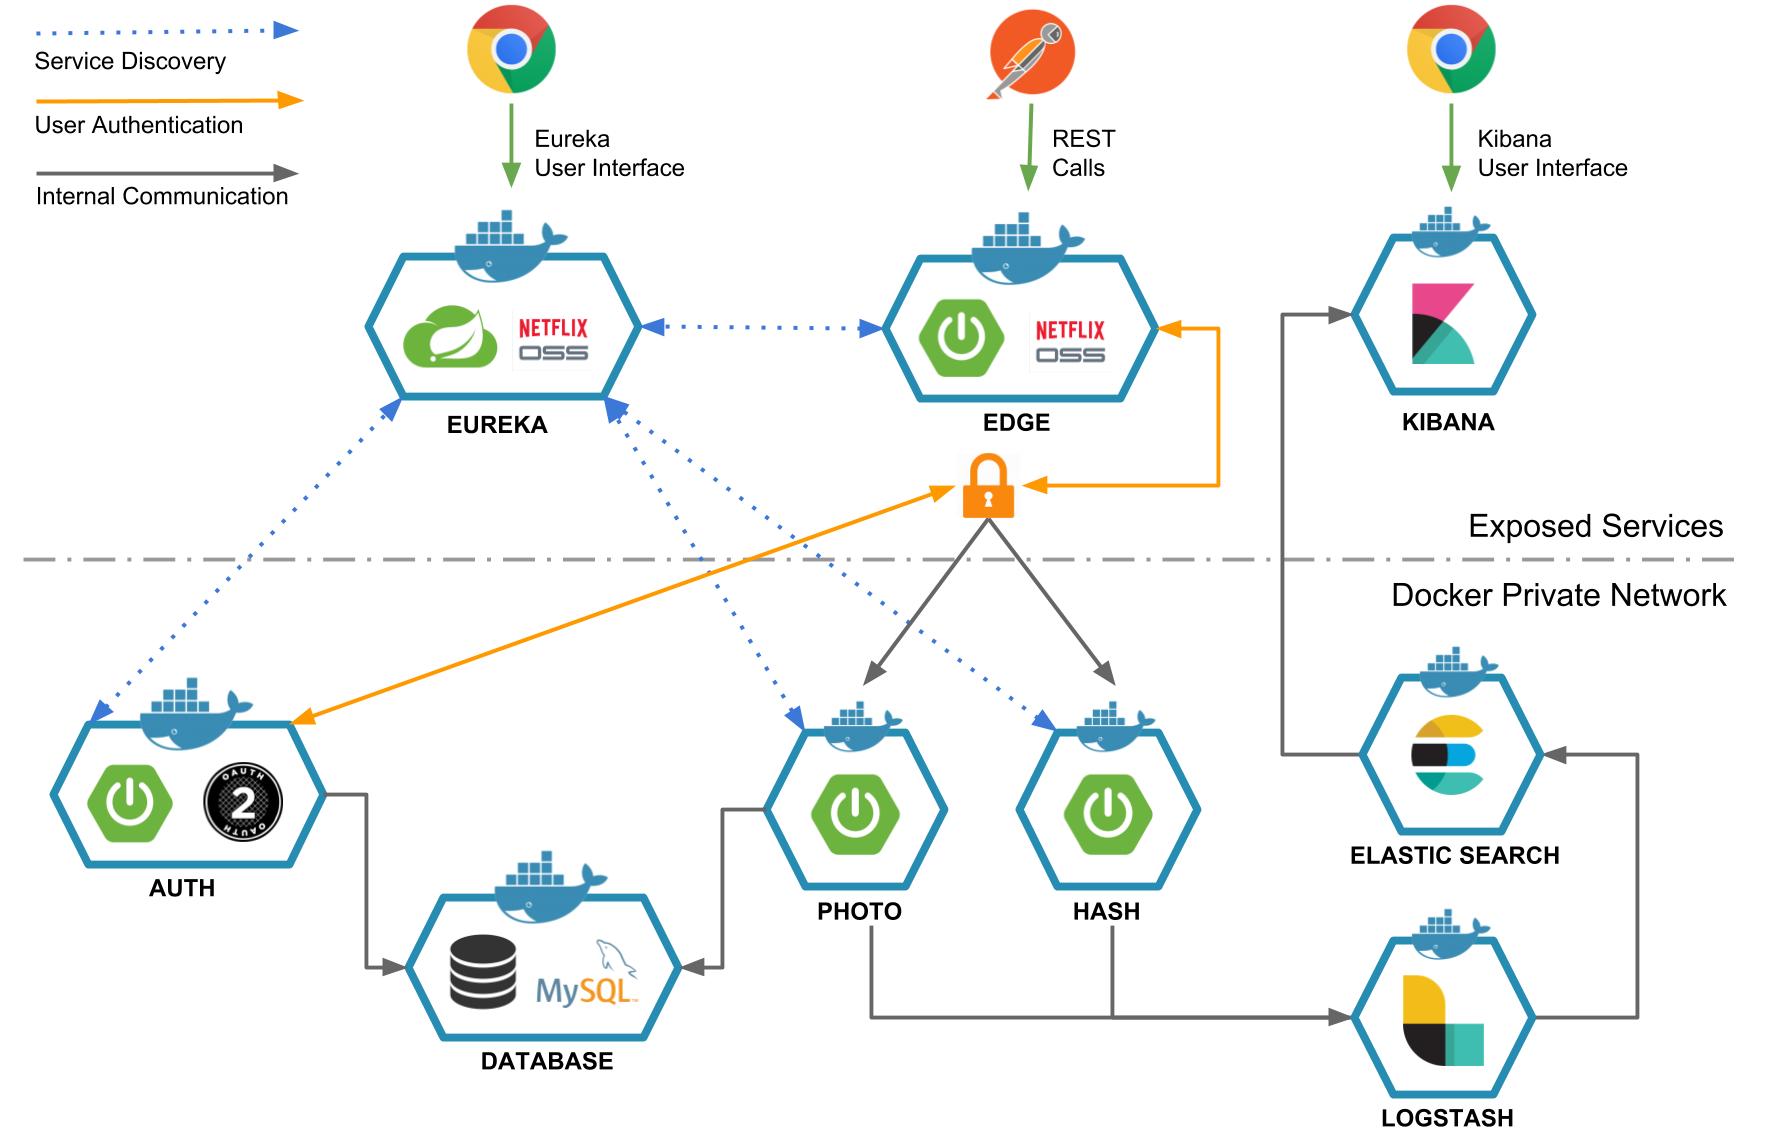 Service Discovery
User Authentication
Internal Communication
Eureka
User Interface
REST
Calls
Kibana
User Interface
NETFLIX
OSS
EUREKA
NETFLIX
OSS
EDGE
KIBANA
Exposed Services
Docker Private Network
OAUTH
2
OAUTH
AUTH
PHOTO
HASH
ELASTIC SEARCH
MySQL
DATABASE
LOGSTASH